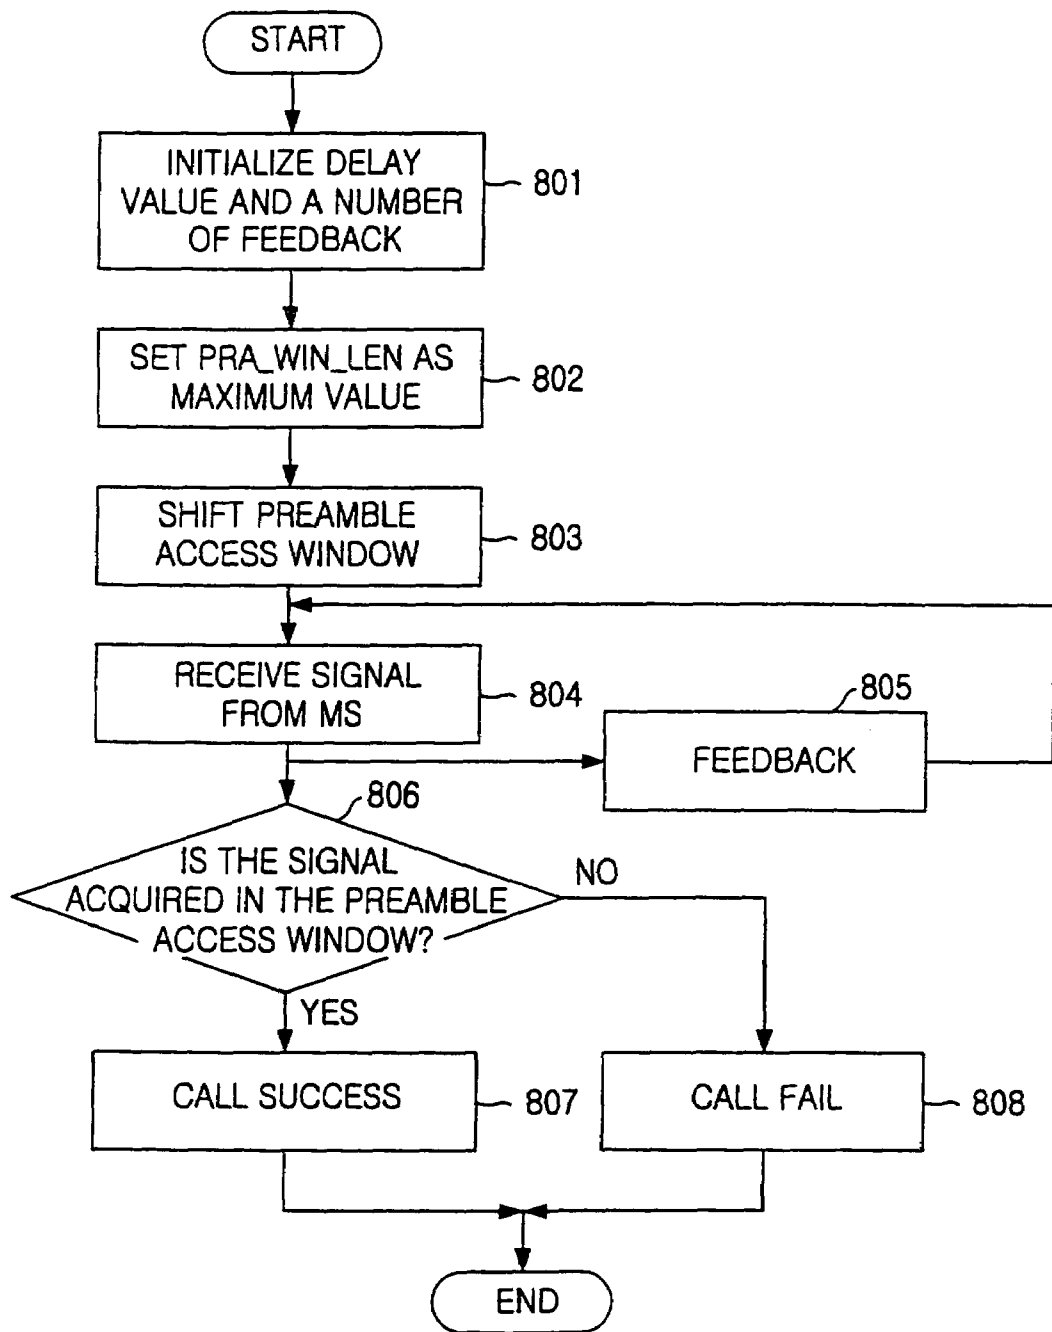 START
INITIALIZE DELAY
VALUE AND A NUMBER
OF FEEDBACK
801
SET PRA_WIN_LEN AS
MAXIMUM VALUE
802
SHIFT PREAMBLE
ACCESS WINDOW
803
RECEIVE SIGNAL
FROM MS
804
805
FEEDBACK
806
IS THE SIGNAL
ACQUIRED IN THE PREAMBLE
ACCESS WINDOW?
NO
YES
CALL SUCCESS
807
CALL FAIL
808
END